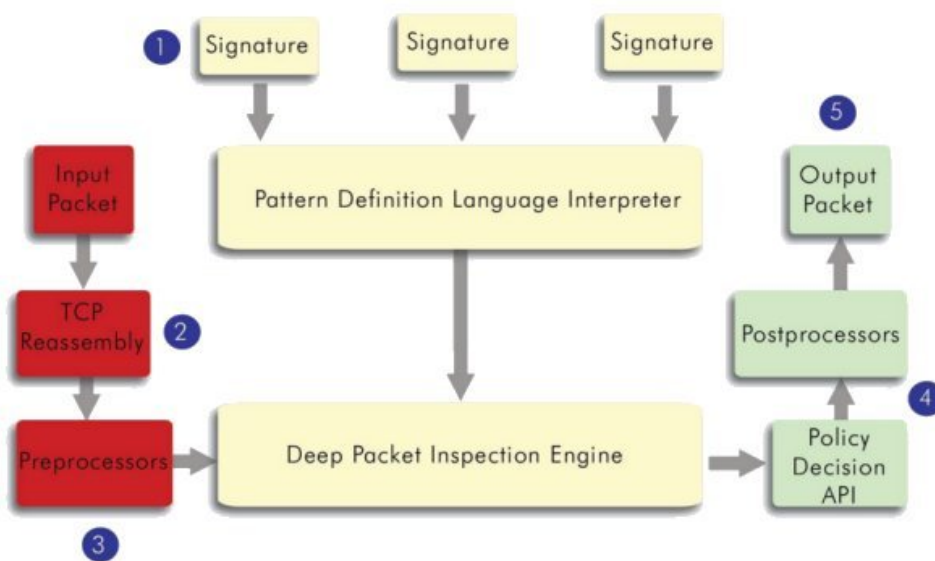 1
Signature
Signature
Signature
5
Input
Packet
Pattern Definition Language Interpreter
Output
Packet
TCP
Reassembly
2
Postprocessors
4
Preprocessors
Deep Packet Inspection Engine
Policy
Decision
API
3